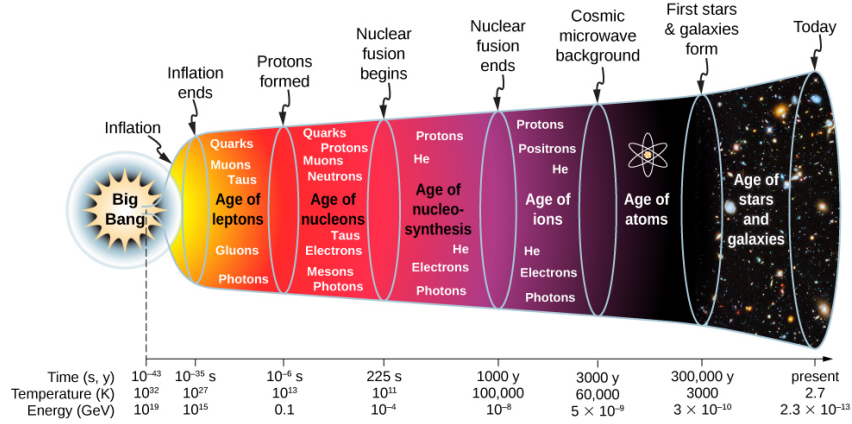 Inflation
Inflation
ends
Protons
formed
Nuclear
fusion
begins
Nuclear
fusion
ends
Cosmic
microwave
background
First stars
& galaxies
form
Today
Big
Bang
Quarks
Muons
Taus
Age of
leptons
Gluons
Photons
Quarks
Protons
Muons
Neutrons
Age of
nucleons
Taus
Electrons
Mesons
Photons
Protons
He
Age of
nucleo-
synthesis
He
Electrons
Photons
Protons
Positrons
He
Age of
ions
He
Electrons
Photons
Age of
atoms
Age of
stars
and
galaxies
Time (s, y) 10⁻⁴³ 10⁻³⁵ s 10⁻⁶ s 225 s 1000 y 3000 y 300,000 y present
Temperature (K) 10³² 10²⁷ 10¹³ 10¹¹ 100,000 60,000 3000 2.7
Energy (GeV) 10¹⁹ 10¹⁵ 0.1 10⁻⁴ 10⁻⁸ 5 × 10⁻⁹ 3 × 10⁻¹⁰ 2.3 × 10⁻¹³